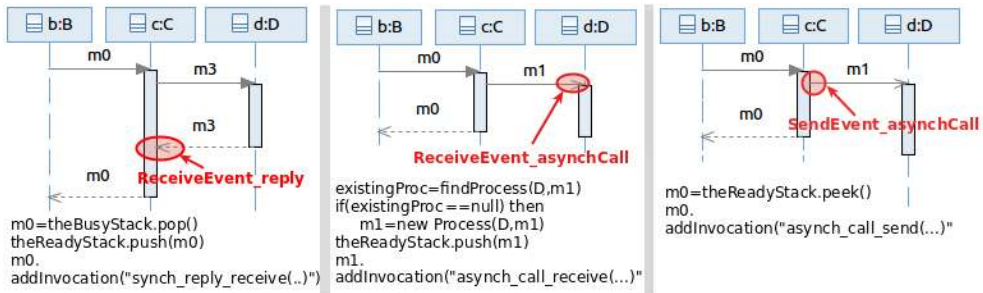 b:B
c:C
d:D
m0
m3
m3
ReceiveEvent_reply
m0
m0=theBusyStack.pop()
theReadyStack.push(m0)
m0.
addInvocation("synch_reply_receive(..)")
b:B
c:C
d:D
m0
m1
m0
ReceiveEvent_asynchCall
existingProc=findProcess(D,m1)
if(existingProc==null) then
m1=new Process(D,m1)
theReadyStack.push(m1)
m1.
addInvocation("asynch_call_receive(...)"
b:B
c:C
d:D
m0
m1
SendEvent_asynchCall
m0
m0=theReadyStack.peek()
m0.
addInvocation("asynch_call_send(...)"